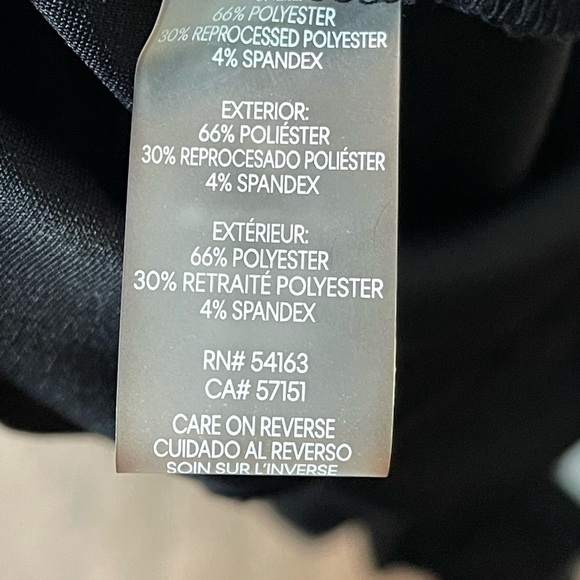 66% POLYESTER
30% REPROCESSED POLYESTER
4% SPANDEX
EXTERIOR:
66% POLIÉSTER
30% REPROCESADO POLIÉSTER
4% SPANDEX
EXTÉRIEUR:
66% POLYESTER
30% RETRAITÉ POLYESTER
4% SPANDEX
RN# 54163
CA# 57151
CARE ON REVERSE
CUIDADO AL REVERSO
SOIN SUR L'INVERSE